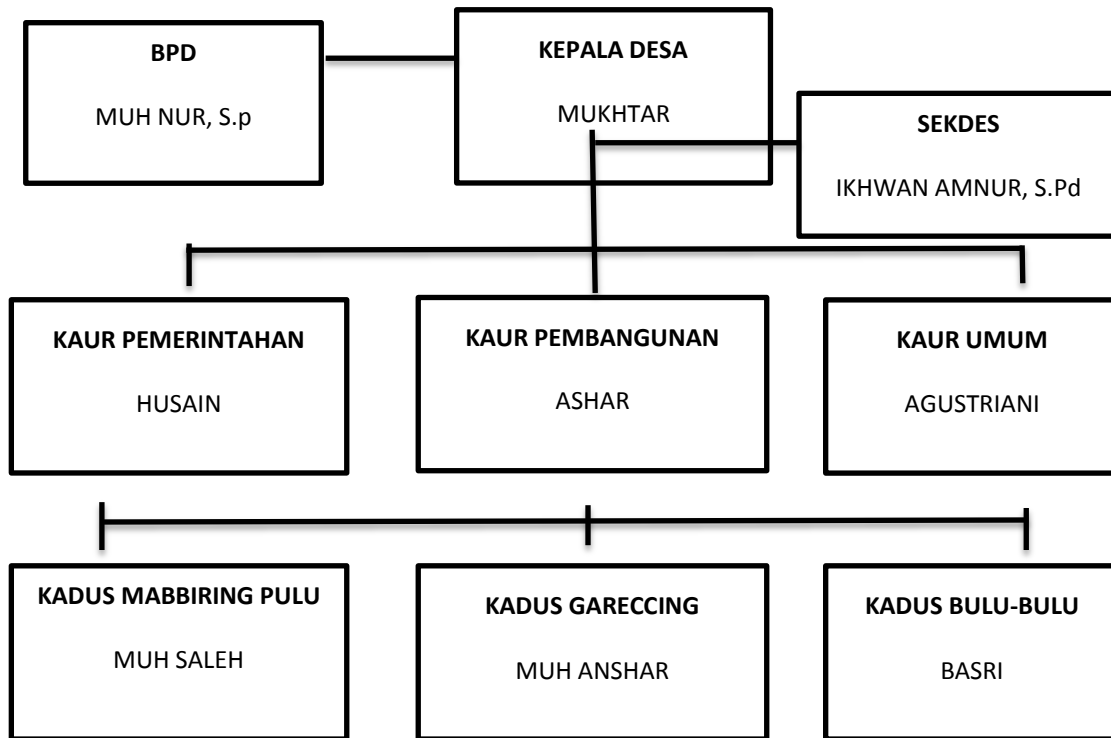 BPD
MUH NUR, S.p
KEPALA DESA
MUKHTAR
SEKDES
IKHWAN AMNUR, S.Pd
KAUR PEMERINTAHAN
HUSAIN
KAUR PEMBANGUNAN
ASHAR
KAUR UMUM
AGUSTRIANI
KADUS MABBIRING PULU
MUH SALEH
KADUS GARECCING
MUH ANSHAR
KADUS BULU-BULU
BASRI